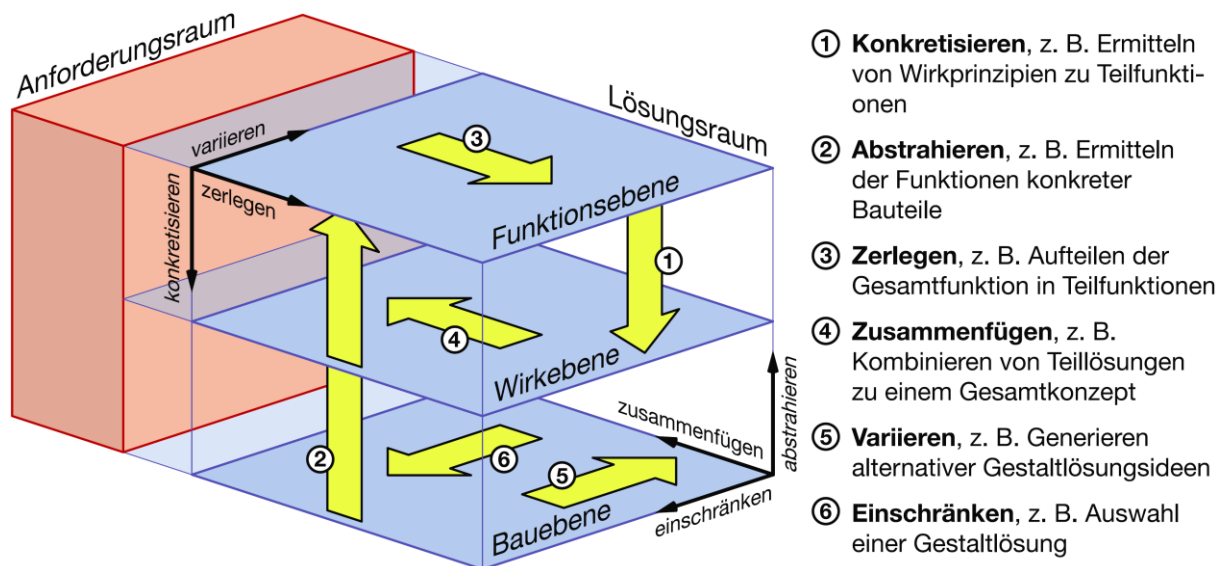 Anforderungsraum
Lösungsraum
variieren
zerlegen
konkretisieren
③
Funktionsebene
①
④
Wirkebene
abstrahieren
zusammenfügen
②
⑥
⑤
einschränken
Bauebene
① Konkretisieren, z. B. Ermitteln
von Wirkprinzipien zu Teilfunkti-
onen
② Abstrahieren, z. B. Ermitteln
der Funktionen konkreter
Bauteile
③ Zerlegen, z. B. Aufteilen der
Gesamtfunktion in Teilfunktionen
④ Zusammenfügen, z. B.
Kombinieren von Teillösungen
zu einem Gesamtkonzept
⑤ Variieren, z. B. Generieren
alternativer Gestaltlösungsideen
⑥ Einschränken, z. B. Auswahl
einer Gestaltlösung